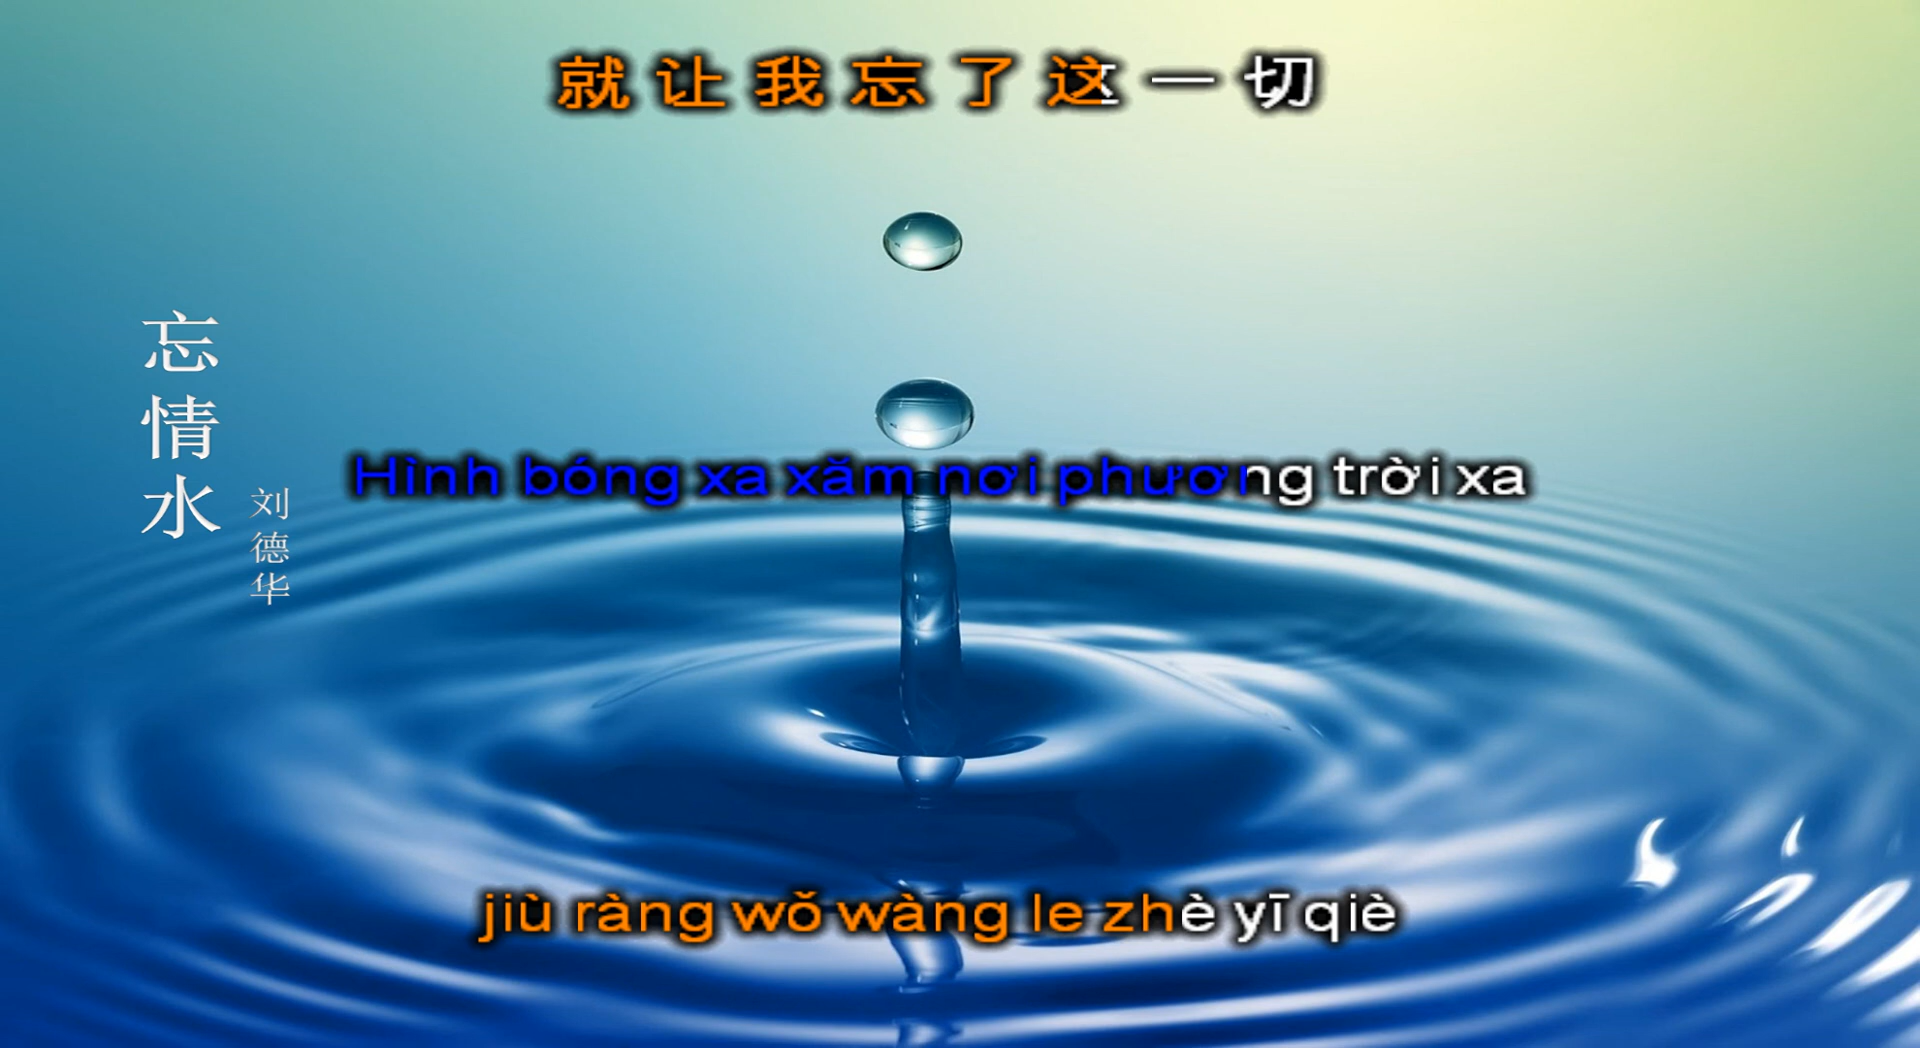 就让我忘了这一切
忘情水
刘德华
Hình bóng xa xăm nơi phương trời xa
jiù ràng wǒ wàng le zhè yī qiè